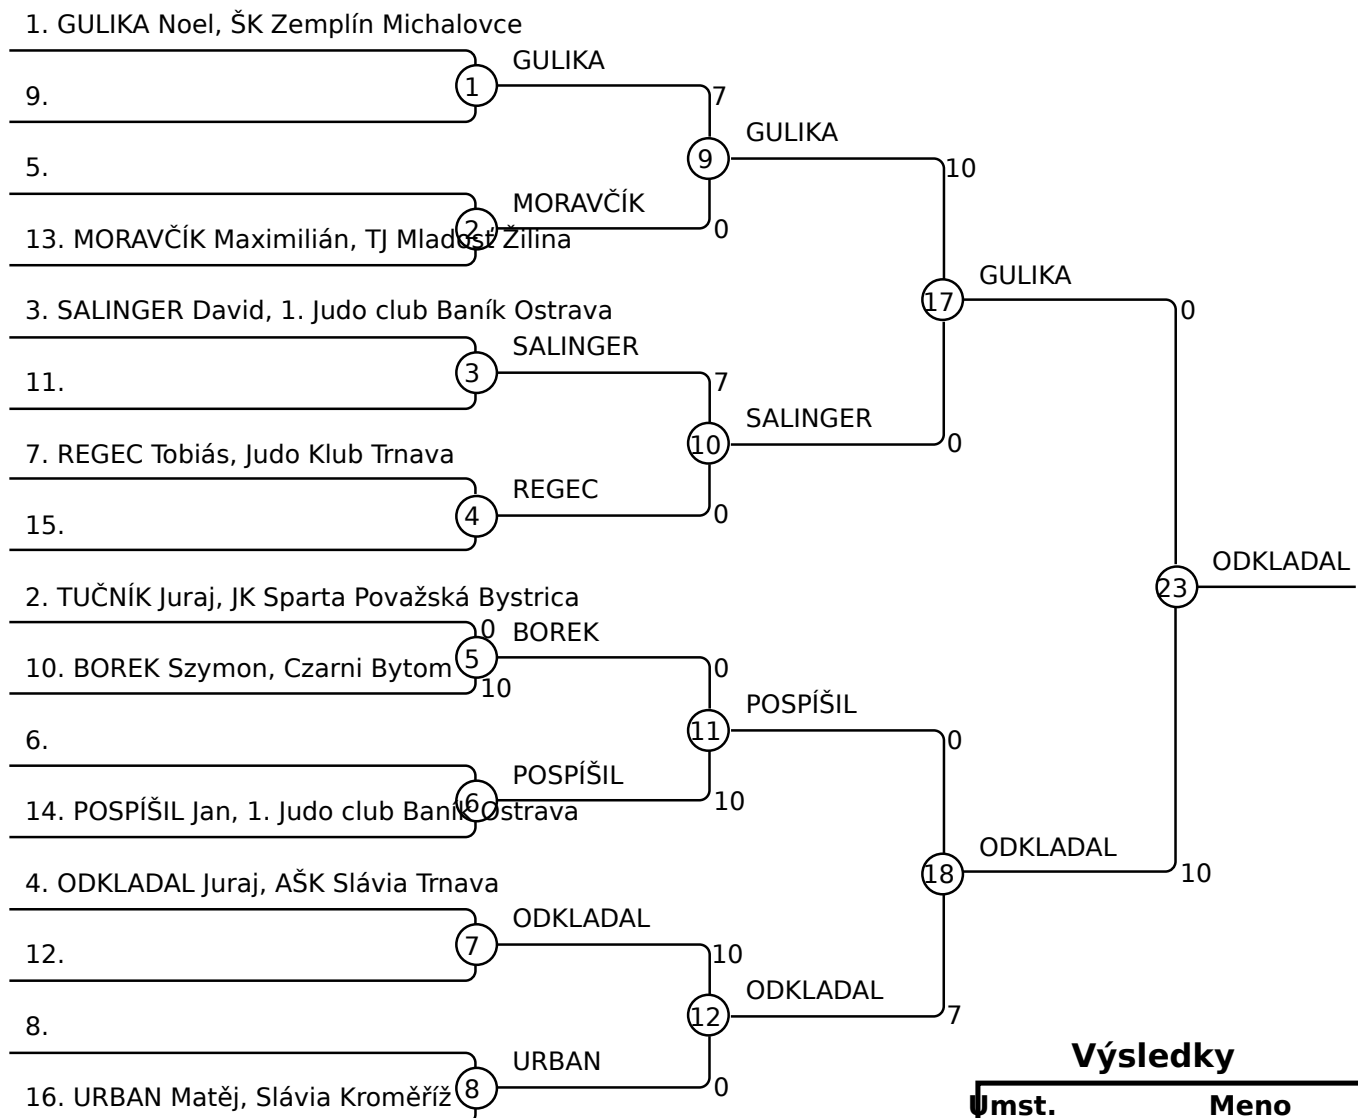 1. GULIKA Noel, ŠK Zemplín Michalovce
GULIKA
1
7
9.
GULIKA
9
10
5.
MORAVČÍK
2
0
13. MORAVČÍK Maximilián, TJ Mladosť Žilina
GULIKA
17
0
3. SALINGER David, 1. Judo club Baník Ostrava
SALINGER
3
7
11.
SALINGER
10
0
7. REGEC Tobiás, Judo Klub Trnava
REGEC
4
0
15.
ODKLADAL
23
2. TUČNÍK Juraj, JK Sparta Považská Bystrica
0
BOREK
5
0
10. BOREK Szymon, Czarni Bytom
10
POSPÍŠIL
11
0
6.
POSPÍŠIL
6
10
14. POSPÍŠIL Jan, 1. Judo club Baník Ostrava
ODKLADAL
18
10
4. ODKLADAL Juraj, AŠK Slávia Trnava
ODKLADAL
7
10
12.
ODKLADAL
12
7
8.
URBAN
8
0
16. URBAN Matěj, Slávia Kroměříž
Výsledky
Umst. Meno